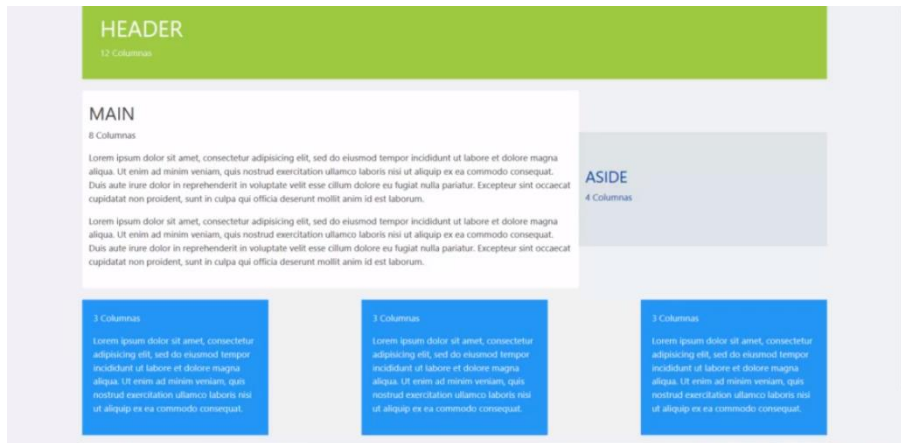 HEADER
12 Columnas
MAIN
8 Columnas
Lorem ipsum dolor sit amet, consectetur adipisicing elit, sed do eiusmod tempor incididunt ut labore et dolore magna
aliqua. Ut enim ad minim veniam, quis nostrud exercitation ullamco laboris nisi ut aliquip ex ea commodo consequat.
Duis aute irure dolor in reprehenderit in voluptate velit esse cillum dolore eu fugiat nulla pariatur. Excepteur sint occaecat
cupidatat non proident, sunt in culpa qui officia deserunt mollit anim id est laborum.
Lorem ipsum dolor sit amet, consectetur adipisicing elit, sed do eiusmod tempor incididunt ut labore et dolore magna
aliqua. Ut enim ad minim veniam, quis nostrud exercitation ullamco laboris nisi ut aliquip ex ea commodo consequat.
Duis aute irure dolor in reprehenderit in voluptate velit esse cillum dolore eu fugiat nulla pariatur. Excepteur sint occaecat
cupidatat non proident, sunt in culpa qui officia deserunt mollit anim id est laborum.
ASIDE
4 Columnas
3 Columnas
Lorem ipsum dolor sit amet, consectetur
adipisicing elit, sed do eiusmod tempor
incididunt ut labore et dolore magna
aliqua. Ut enim ad minim veniam, quis
nostrud exercitation ullamco laboris nisi
ut aliquip ex ea commodo consequat.
3 Columnas
Lorem ipsum dolor sit amet, consectetur
adipisicing elit, sed do eiusmod tempor
incididunt ut labore et dolore magna
aliqua. Ut enim ad minim veniam, quis
nostrud exercitation ullamco laboris nisi
ut aliquip ex ea commodo consequat.
3 Columnas
Lorem ipsum dolor sit amet, consectetur
adipisicing elit, sed do eiusmod tempor
incididunt ut labore et dolore magna
aliqua. Ut enim ad minim veniam, quis
nostrud exercitation ullamco laboris nisi
ut aliquip ex ea commodo consequat.